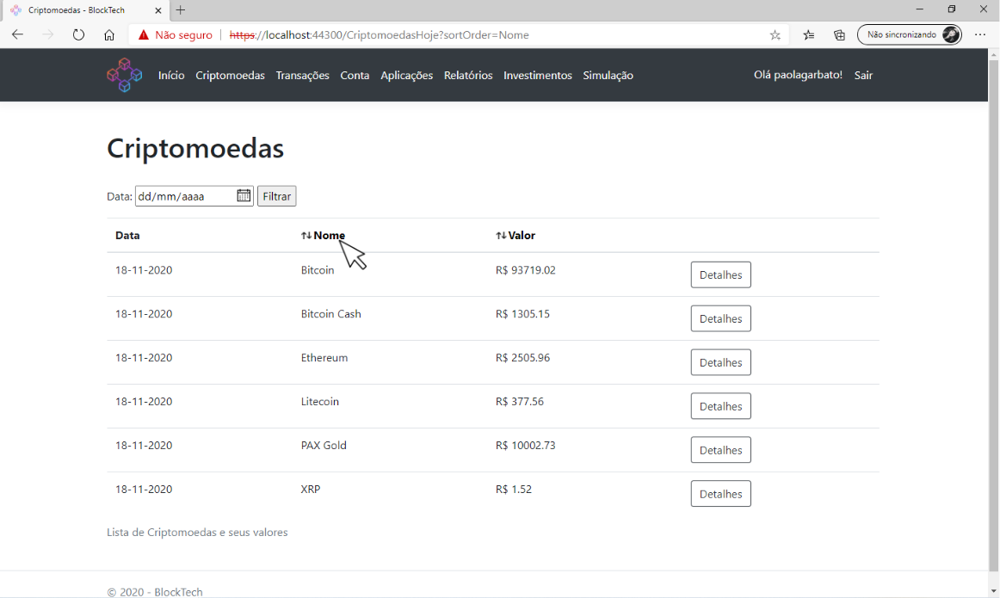 Criptomoedas - BlockTech
Não seguro https://localhost:44300/CriptomoedasHoje?sortOrder=Nome Não sincronizando
Início Criptomoedas Transações Conta Aplicações Relatórios Investimentos Simulação Olá paolagarbato! Sair
Criptomoedas
Data: dd/mm/aaaa Filtrar
Data ↑↓Nome ↑↓Valor
18-11-2020 Bitcoin R$ 93719.02 Detalhes
18-11-2020 Bitcoin Cash R$ 1305.15 Detalhes
18-11-2020 Ethereum R$ 2505.96 Detalhes
18-11-2020 Litecoin R$ 377.56 Detalhes
18-11-2020 PAX Gold R$ 10002.73 Detalhes
18-11-2020 XRP R$ 1.52 Detalhes
Lista de Criptomoedas e seus valores
© 2020 - BlockTech